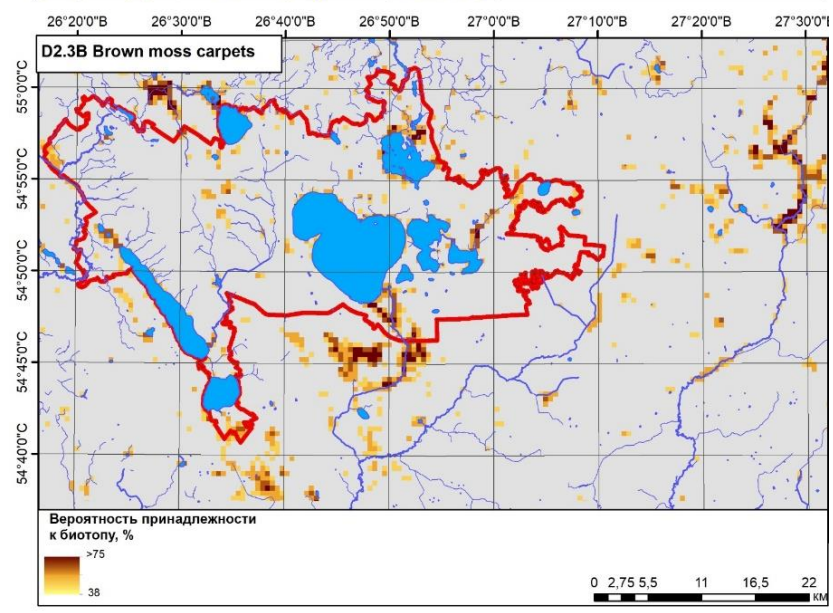 26°20'0"В 26°30'0"В 26°40'0"В 26°50'0"В 27°00'0"В 27°10'0"В 27°20'0"В 27°30'0"В
D2.3B Brown moss carpets
55°0'0"С
54°55'0"С
54°50'0"С
54°45'0"С
54°40'0"С
Вероятность принадлежности
к биотопу, %
>75
38
0 2,75 5,5 11 16,5 22
км